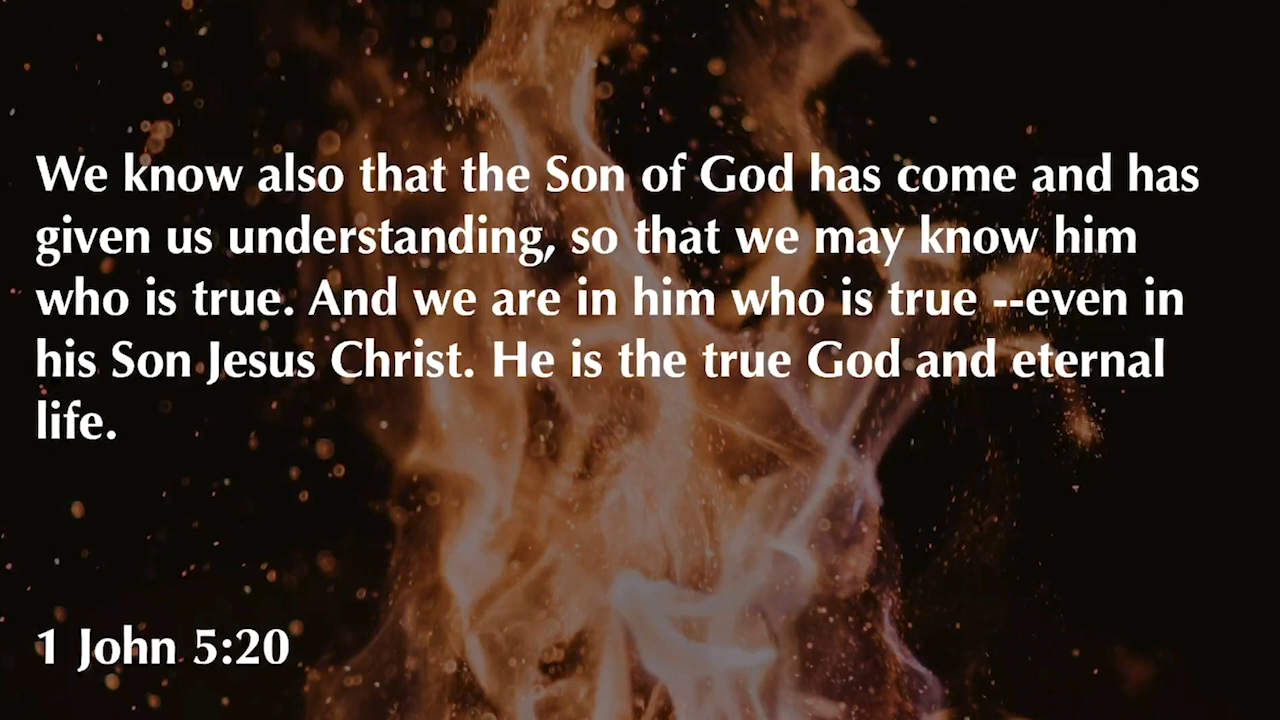 We know also that the Son of God has come and has
given us understanding, so that we may know him
who is true. And we are in him who is true --even in
his Son Jesus Christ. He is the true God and eternal
life.
1 John 5:20